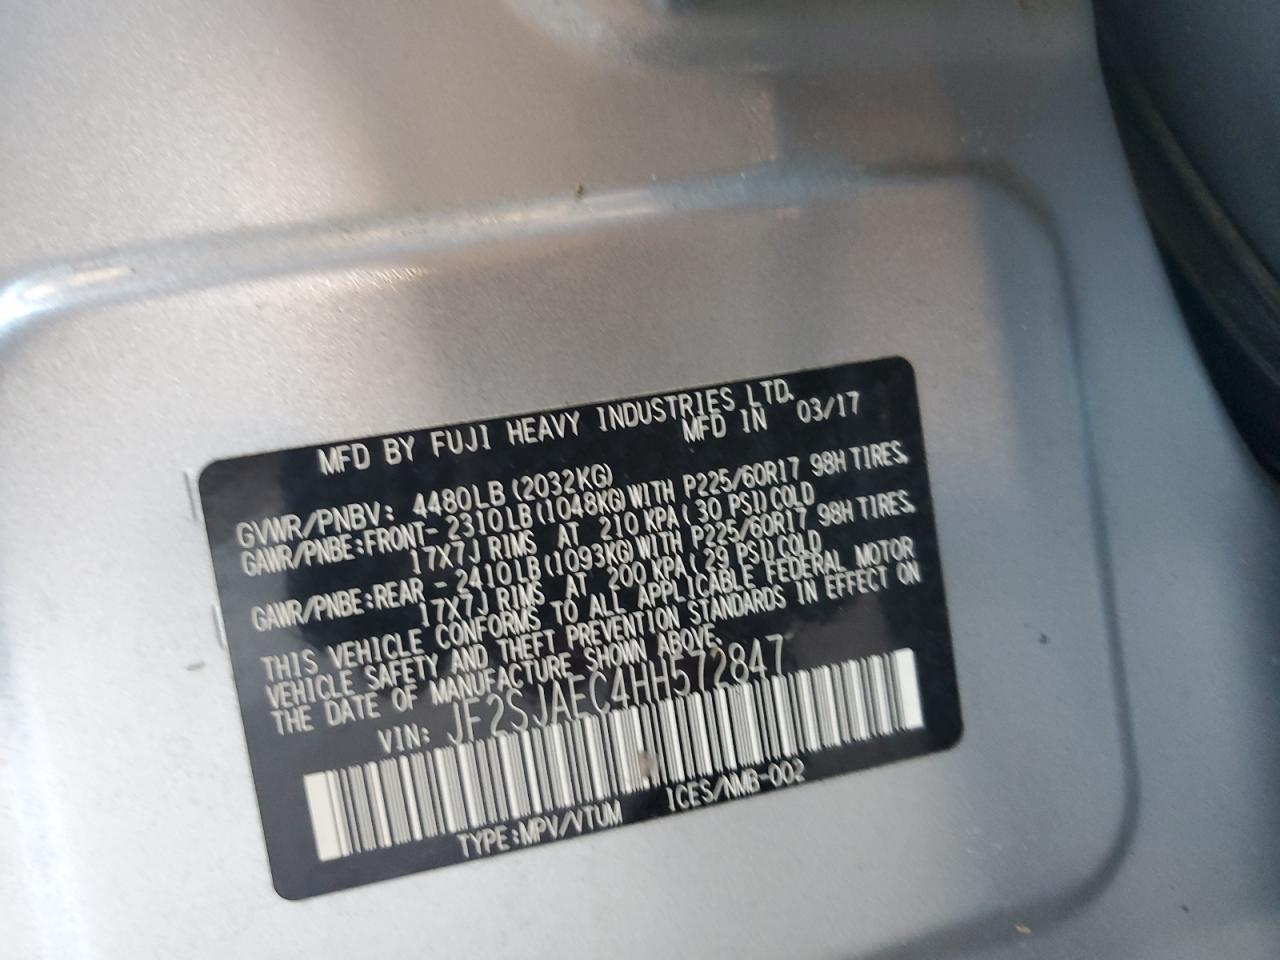 MFD BY FUJI HEAVY INDUSTRIES LTD.
MFD IN 03/17
GVWR/PNBV: 4480LB (2032KG)
GAWR/PNBE:FRONT- 2310LB (1048KG) WITH P225/60R17 98H TIRES,
17X7J RIMS AT 210 KPA ( 30 PSI) COLD
GAWR/PNBE:REAR - 2410LB (1093KG) WITH P225/60R17 98H TIRES,
17X7J RIMS AT 200 KPA ( 29 PSI) COLD
THIS VEHICLE CONFORMS TO ALL APPLICABLE FEDERAL MOTOR
VEHICLE SAFETY AND THEFT PREVENTION STANDARDS IN EFFECT ON
THE DATE OF MANUFACTURE SHOWN ABOVE.
VIN: JF2SJAEC4HH572847
TYPE:MPV/VTUM ICES/NMB-002